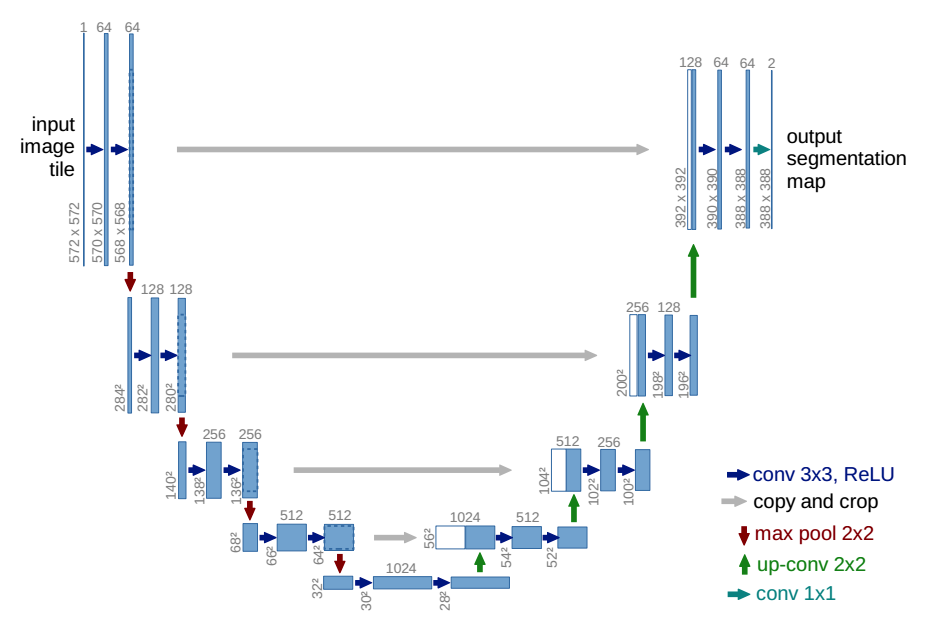 1 64 64
128 64 64 2
input
image
tile
output
segmentation
map
572 x 572
570 x 570
568 x 568
392 x 392
390 x 390
388 x 388
388 x 388
128 128
256 128
284²
282²
280²
200²
198²
196²
256 256
512 256
140²
138²
136²
104²
102²
100²
512 512
1024 512
68²
66²
64²
56²
54²
52²
1024
32²
30²
28²
conv 3x3, ReLU
copy and crop
max pool 2x2
up-conv 2x2
conv 1x1